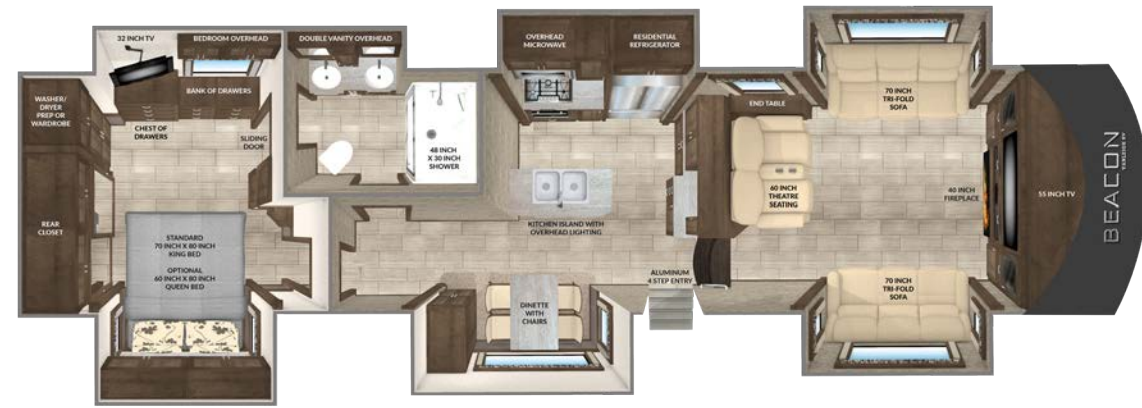 32 INCH TV
BEDROOM OVERHEAD
WASHER/
DRYER
PREP OR
WARDROBE
BANK OF DRAWERS
CHEST OF
DRAWERS
SLIDING
DOOR
REAR
CLOSET
STANDARD
70 INCH X 80 INCH
KING BED
OPTIONAL
60 INCH X 80 INCH
QUEEN BED
DOUBLE VANITY OVERHEAD
48 INCH
X 30 INCH
SHOWER
OVERHEAD
MICROWAVE
RESIDENTIAL
REFRIGERATOR
KITCHEN ISLAND WITH
OVERHEAD LIGHTING
DINETTE
WITH
CHAIRS
ALUMINUM
4 STEP ENTRY
END TABLE
60 INCH
THEATRE
SEATING
70 INCH
TRI-FOLD
SOFA
70 INCH
TRI-FOLD
SOFA
40 INCH
FIREPLACE
55 INCH TV
BEACON
VANLEIGH RV